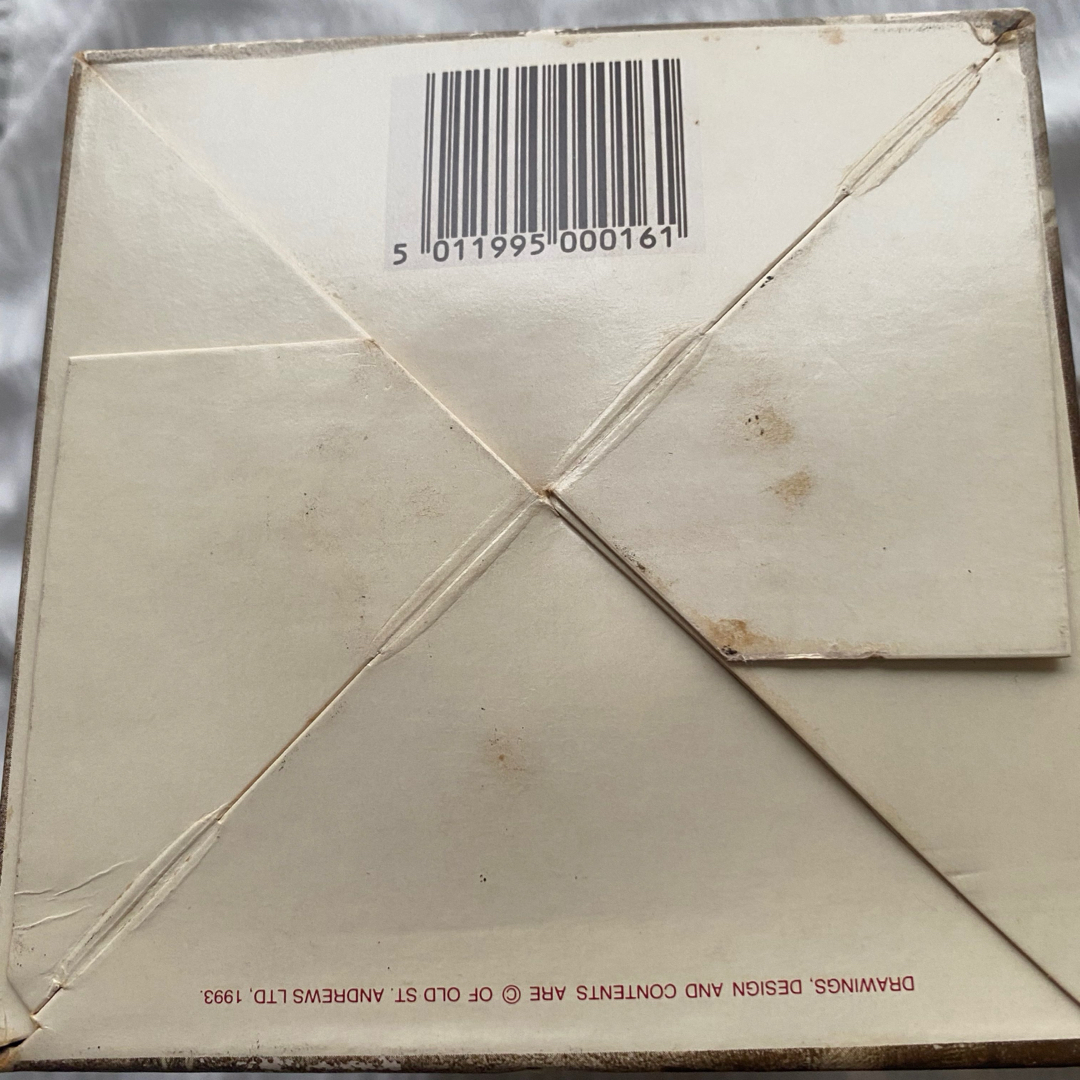 5 011995 000161
DRAWINGS, DESIGN AND CONTENTS ARE © OF OLD ST. ANDREWS LTD, 1993.